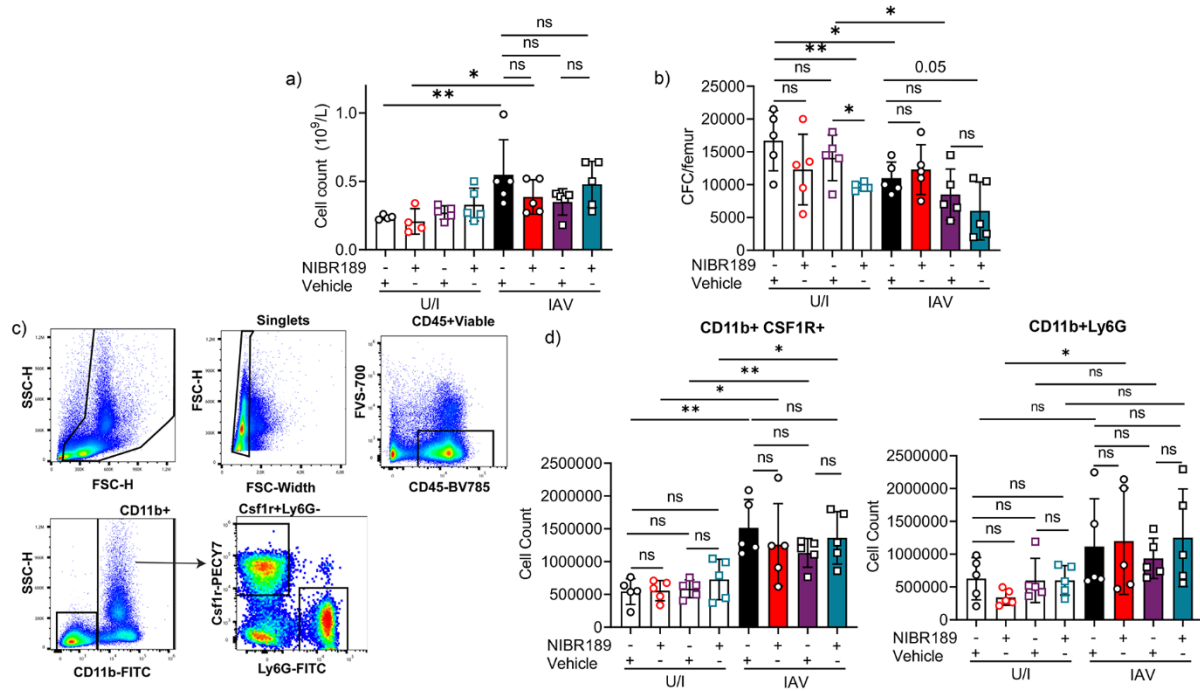 a)
ns
ns
ns
ns
*
**
Cell count (10⁹/L)
1.0
0.5
0.0
NIBR189 - + - + - + - +
Vehicle + - + - + - + -
U/I
IAV
b)
*
*
**
ns
ns
*
0.05
ns
ns
ns
CFC/femur
25000
20000
15000
10000
5000
0
NIBR189
Vehicle
U/I
IAV
c)
SSC-H
FSC-H
Singlets
FSC-H
FSC-Width
CD45+Viable
FVS-700
CD45-BV785
CD11b+
SSC-H
CD11b-FITC
Csf1r+Ly6G-
Csf1r-PECY7
Ly6G-FITC
d)
CD11b+ CSF1R+
*
**
*
**
ns
ns
ns
ns
ns
ns
ns
ns
Cell Count
2500000
2000000
1500000
1000000
500000
0
NIBR189
Vehicle
U/I
IAV
CD11b+Ly6G
*
ns
ns
ns
ns
ns
ns
ns
ns
ns
ns
Cell Count
2500000
2000000
1500000
1000000
500000
0
NIBR189
Vehicle
U/I
IAV